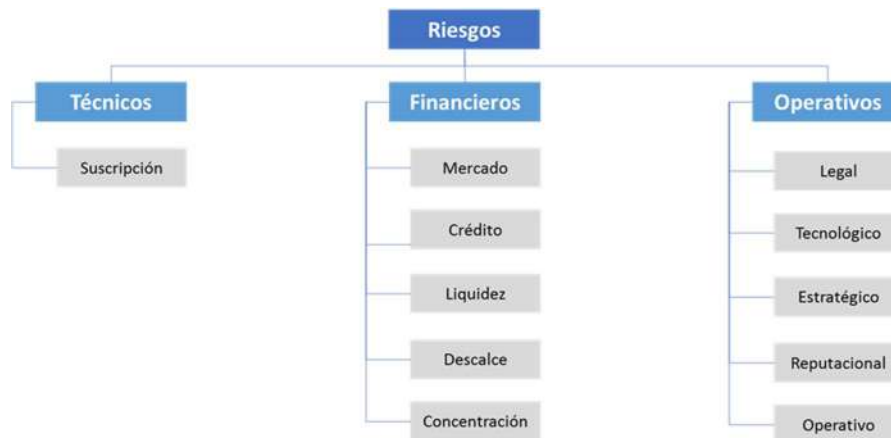 Riesgos
Técnicos
Suscripción
Financieros
Mercado
Crédito
Liquidez
Descalce
Concentración
Operativos
Legal
Tecnológico
Estratégico
Reputacional
Operativo